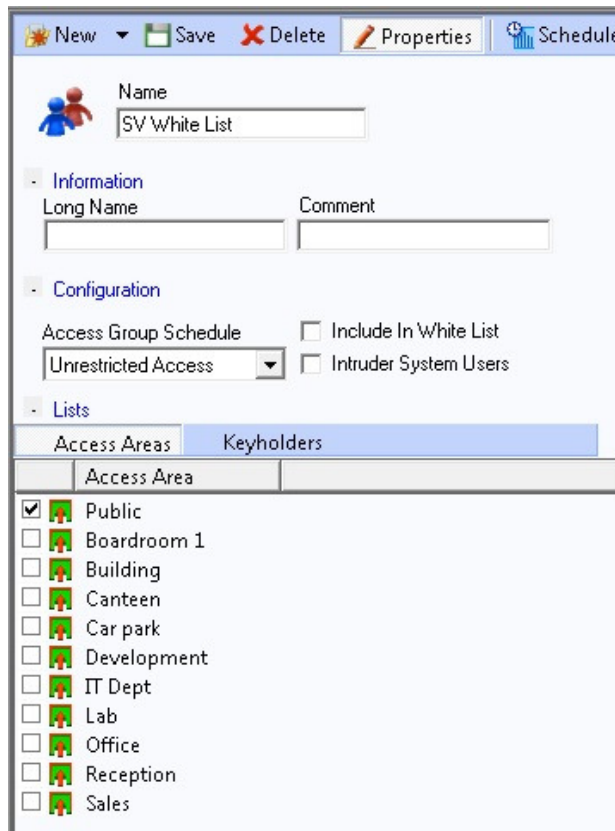 New Save Delete Properties Schedule
Name
SV White List
- Information
Long Name Comment
- Configuration
Access Group Schedule Include In White List
Unrestricted Access Intruder System Users
- Lists
Access Areas Keyholders
Access Area
Public
Boardroom 1
Building
Canteen
Car park
Development
IT Dept
Lab
Office
Reception
Sales